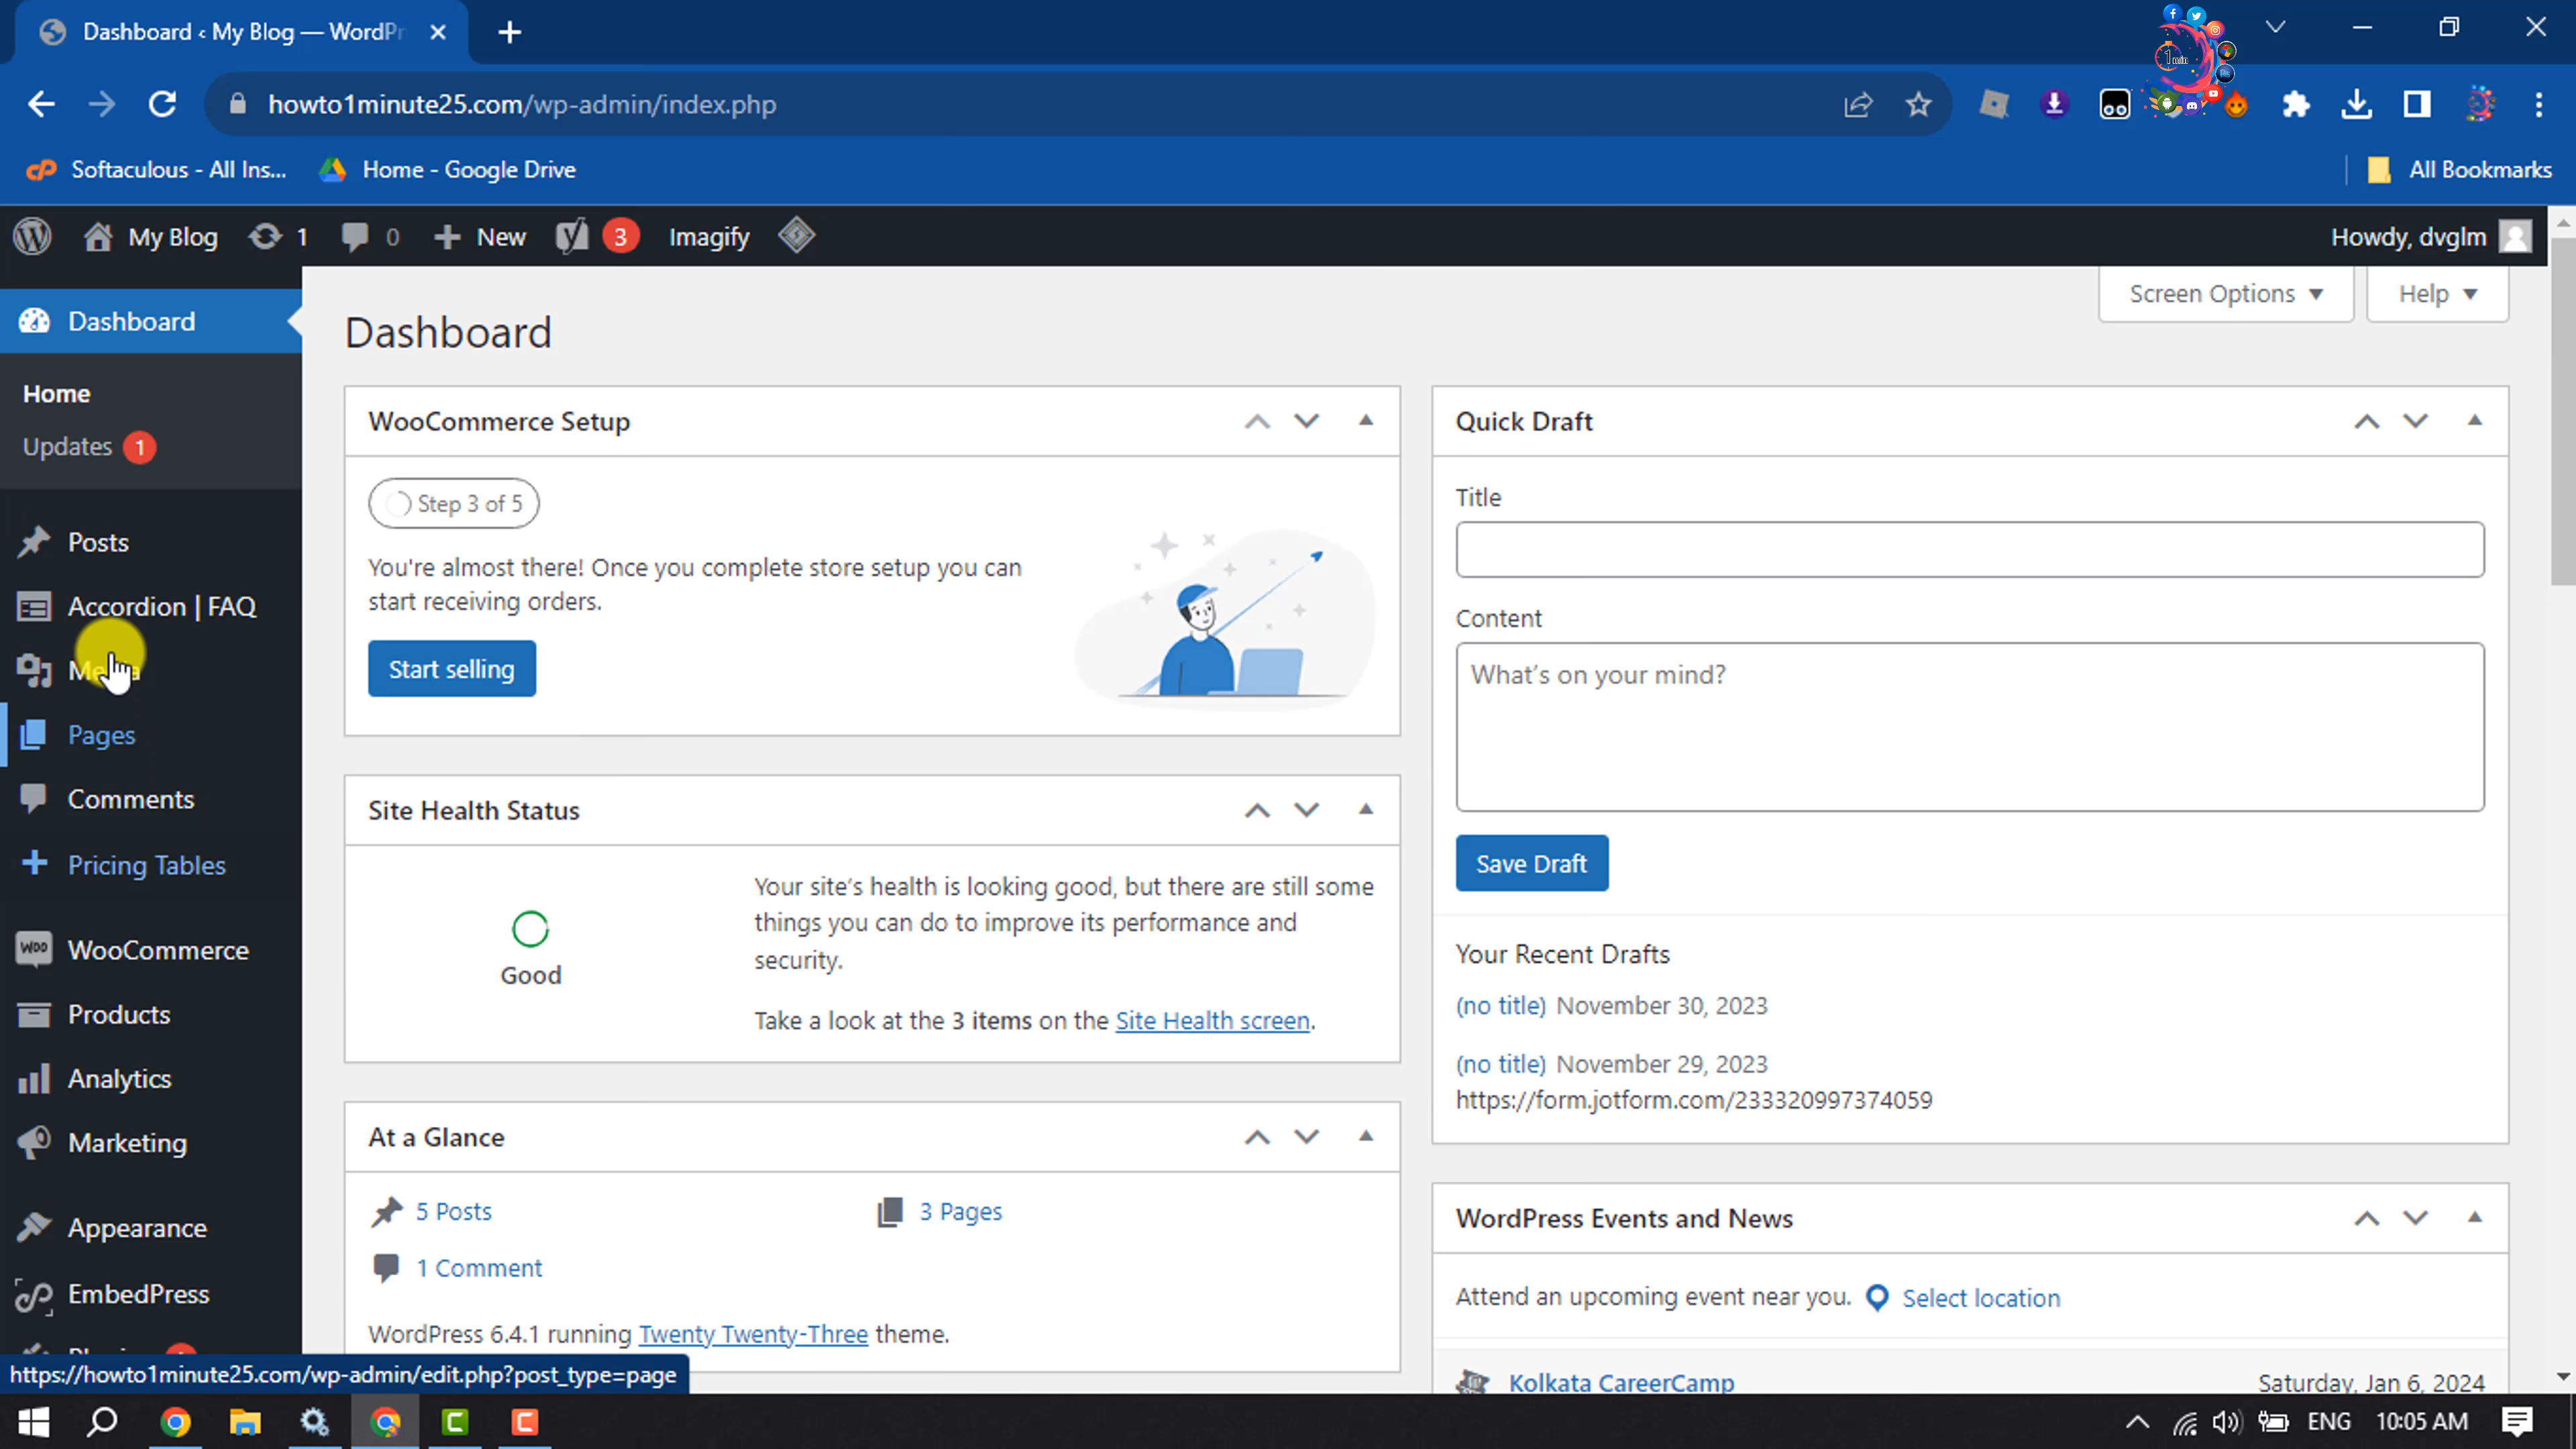 Dashboard ‹ My Blog — WordPr
howto1minute25.com/wp-admin/index.php
Softaculous - All Ins...
Home - Google Drive
All Bookmarks
My Blog
1
0
New
3
Imagify
Howdy, dvglm
Screen Options
Help
Dashboard
Home
Updates 1
Posts
Accordion | FAQ
Pages
Comments
Pricing Tables
WooCommerce
Products
Analytics
Marketing
Appearance
EmbedPress
Dashboard
WooCommerce Setup
Step 3 of 5
You're almost there! Once you complete store setup you can
start receiving orders.
Start selling
Site Health Status
Good
Your site's health is looking good, but there are still some
things you can do to improve its performance and
security.
Take a look at the 3 items on the Site Health screen.
At a Glance
5 Posts
3 Pages
1 Comment
WordPress 6.4.1 running Twenty Twenty-Three theme.
Quick Draft
Title
Content
What's on your mind?
Save Draft
Your Recent Drafts
(no title) November 30, 2023
(no title) November 29, 2023
https://form.jotform.com/233320997374059
WordPress Events and News
Attend an upcoming event near you. Select location
Kolkata CareerCamp
Saturday, Jan 6, 2024
https://howto1minute25.com/wp-admin/edit.php?post_type=page
ENG
10:05 AM